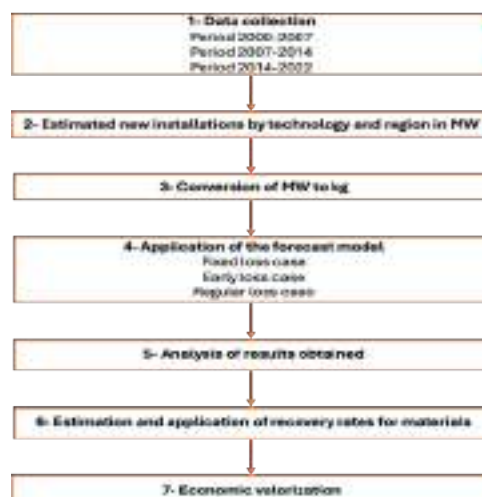 1- Data collection
Period 2000-2007
Period 2007-2014
Period 2014-2022
2- Estimated new installations by technology and region in MW
3- Conversion of MW to kg
4- Application of the forecast model
Fixed loss case
Early loss case
Regular loss case
5- Analysis of results obtained
6- Estimation and application of recovery rates for materials
7- Economic valorization